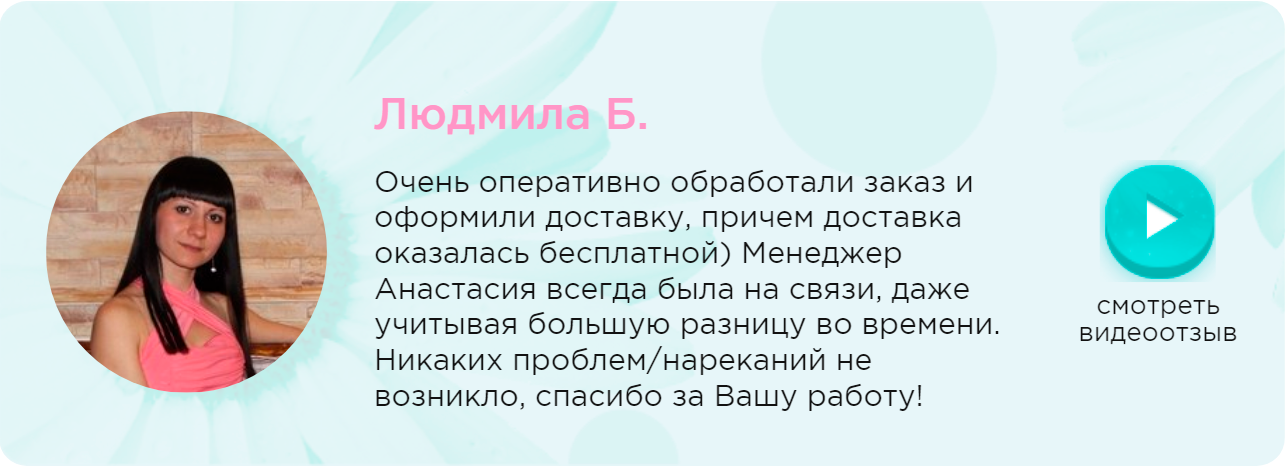 Людмила Б.
Очень оперативно обработали заказ и
оформили доставку, причем доставка
оказалась бесплатной) Менеджер
Анастасия всегда была на связи, даже
учитывая большую разницу во времени.
Никаких проблем/нареканий не
возникло, спасибо за Вашу работу!
смотреть
видеоотзыв